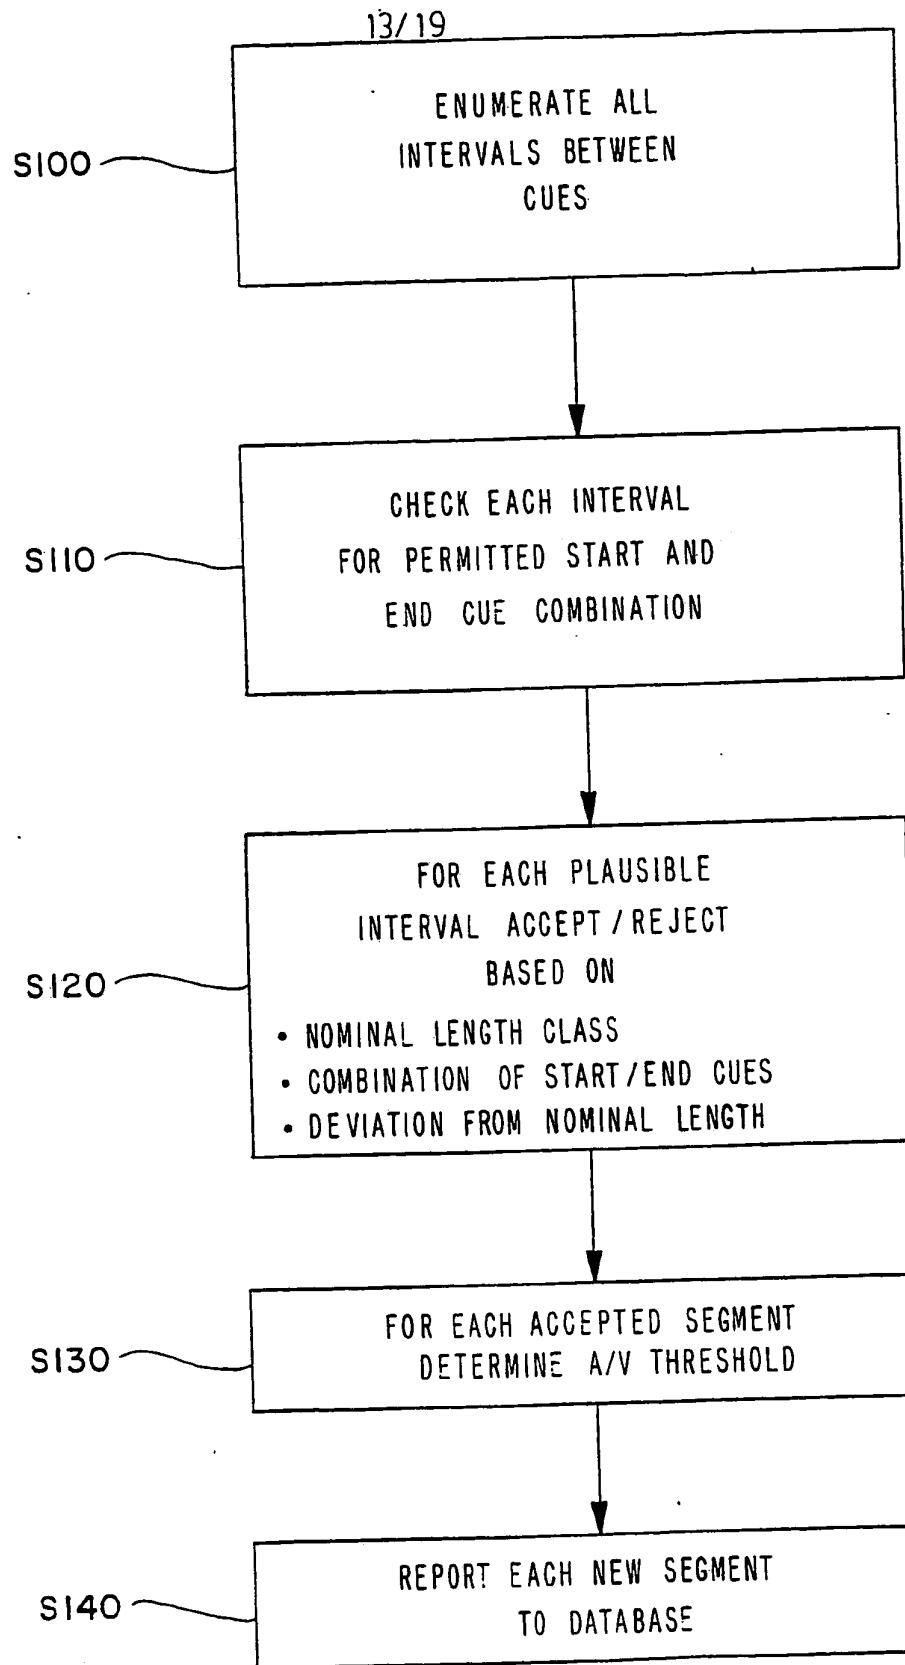 13/19
ENUMERATE ALL
INTERVALS BETWEEN
CUES
S100
CHECK EACH INTERVAL
FOR PERMITTED START AND
END CUE COMBINATION
S110
FOR EACH PLAUSIBLE
INTERVAL ACCEPT/REJECT
BASED ON
• NOMINAL LENGTH CLASS
• COMBINATION OF START/END CUES
• DEVIATION FROM NOMINAL LENGTH
S120
FOR EACH ACCEPTED SEGMENT
DETERMINE A/V THRESHOLD
S130
REPORT EACH NEW SEGMENT
TO DATABASE
S140